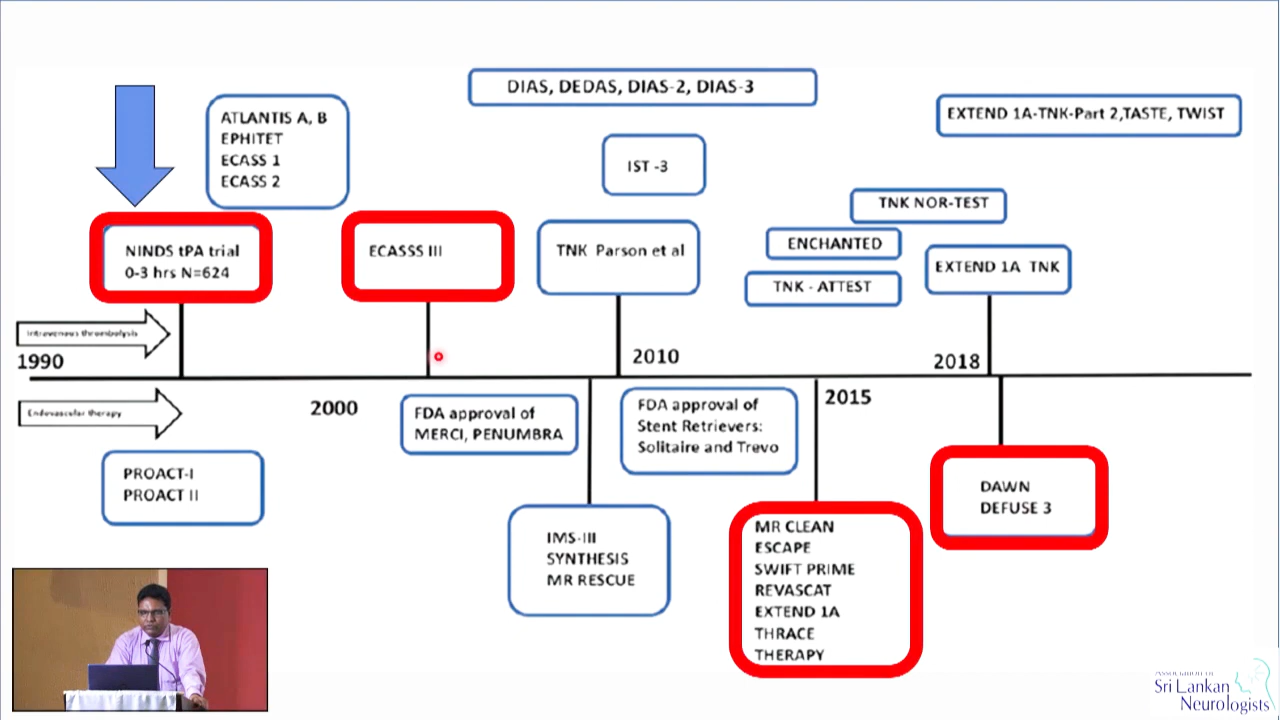 DIAS, DEDAS, DIAS-2, DIAS-3
EXTEND 1A-TNK-Part 2,TASTE, TWIST
ATLANTIS A, B
EPHITET
ECASS 1
ECASS 2
IST -3
TNK NOR-TEST
NINDS tPA trial
0-3 hrs N=624
ECASSS III
TNK Parson et al
ENCHANTED
TNK - ATTEST
EXTEND 1A TNK
Intravenous thrombolysis
1990
2010
2018
Endovascular therapy
2000
2015
FDA approval of
MERCI, PENUMBRA
FDA approval of
Stent Retrievers:
Solitaire and Trevo
PROACT-I
PROACT II
IMS-III
SYNTHESIS
MR RESCUE
MR CLEAN
ESCAPE
SWIFT PRIME
REVASCAT
EXTEND 1A
THRACE
THERAPY
DAWN
DEFUSE 3
Association of
Sri Lankan
Neurologists